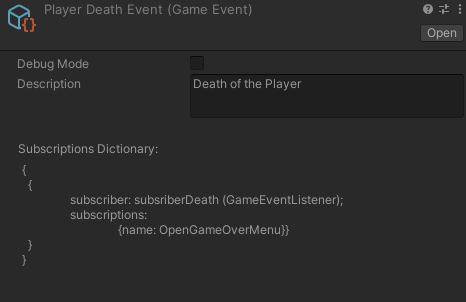 Player Death Event (Game Event)
Open
Debug Mode
Description
Death of the Player
Subscriptions Dictionary:
{
{
subscriber: subsriberDeath (GameEventListener);
subscriptions:
{name: OpenGameOverMenu}}
}
}